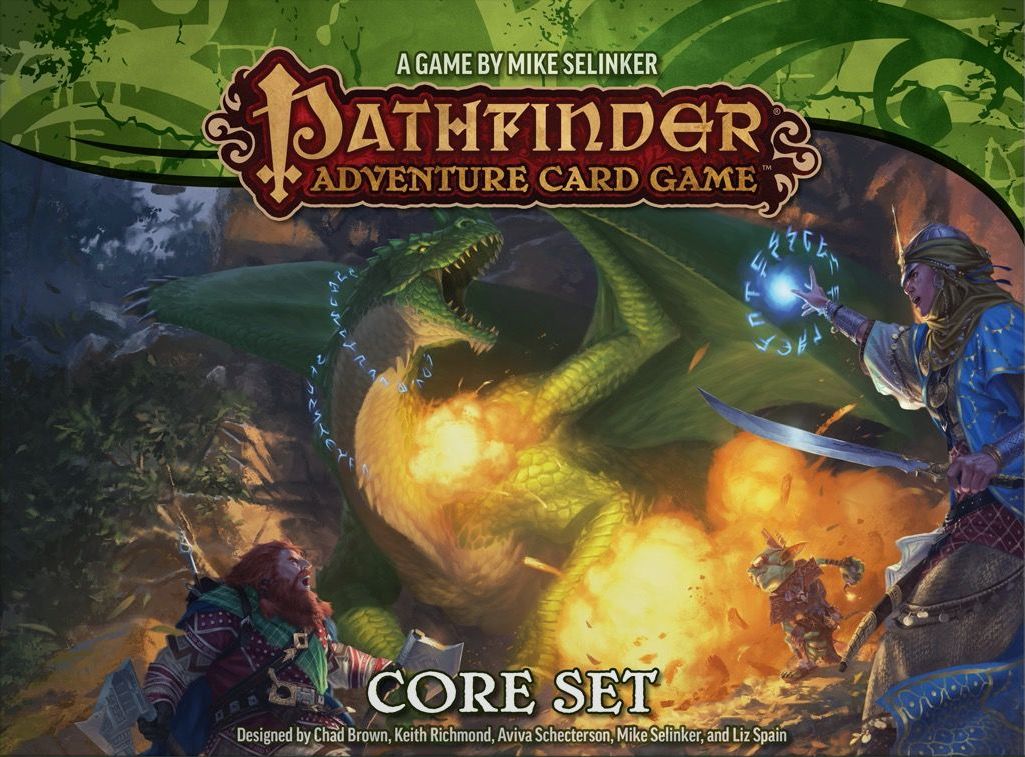 A GAME BY MIKE SELINKER
PATHFINDER®
ADVENTURE CARD GAME™
CORE SET
Designed by Chad Brown, Keith Richmond, Aviva Schecterson, Mike Selinker, and Liz Spain